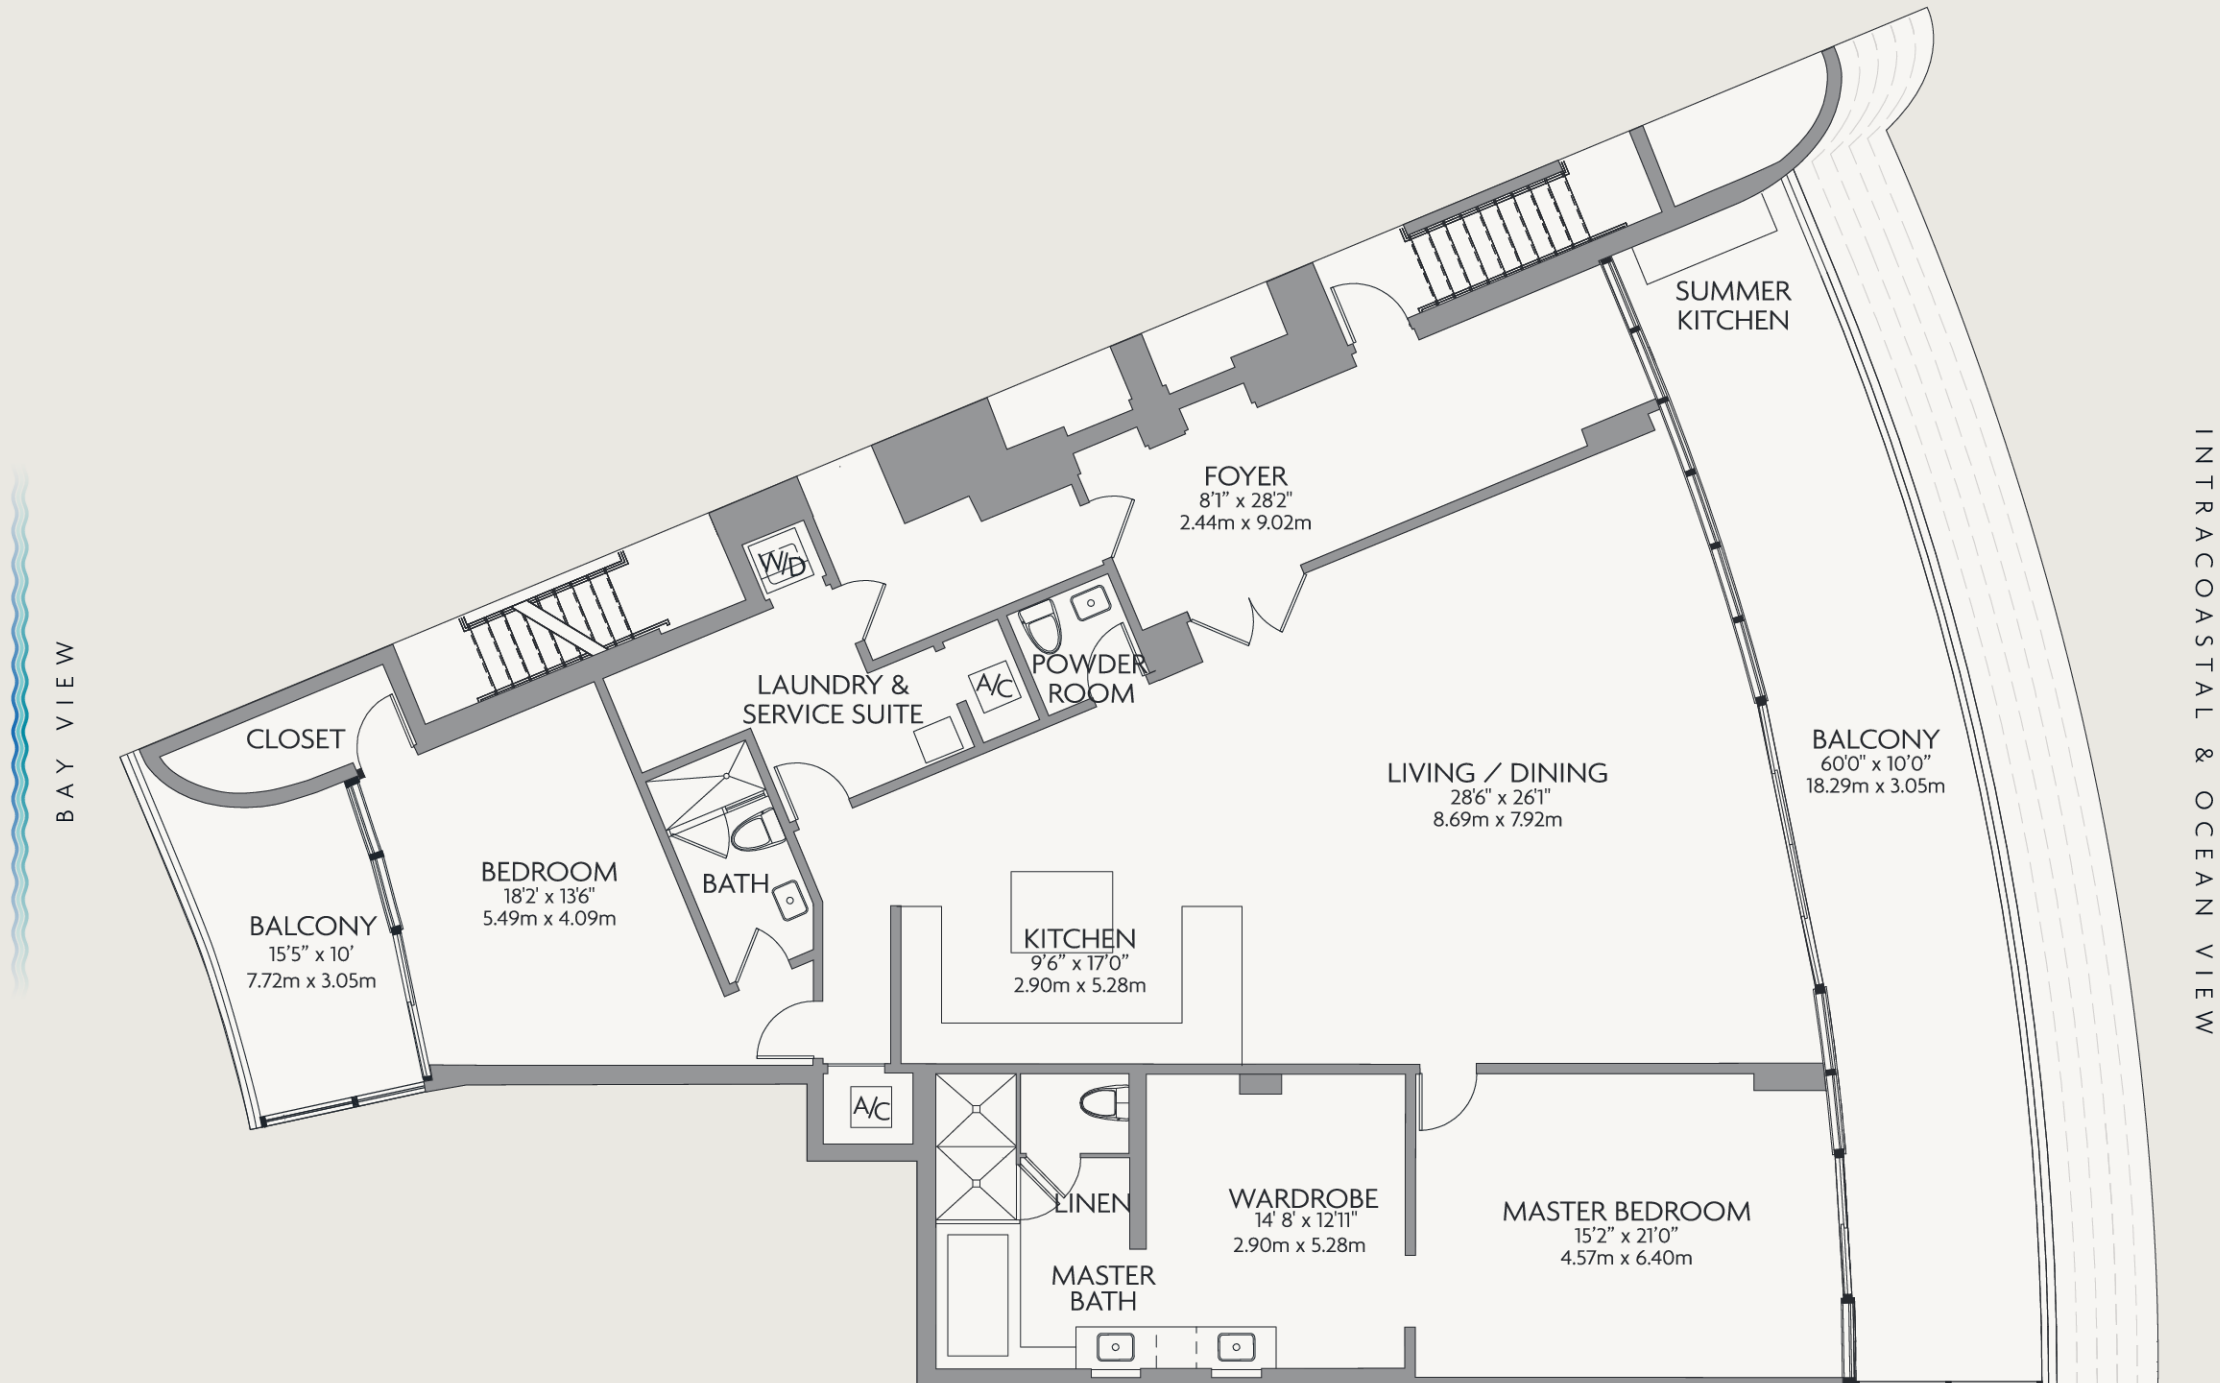 SUMMER
KITCHEN
FOYER
8'1” x 28'2"
2.44m x 9.02m
W/D
POWDER
ROOM
A/C
LAUNDRY &
SERVICE SUITE
CLOSET
BAY VIEW
INTRACOASTAL & OCEAN VIEW
LIVING / DINING
28'6" x 26'1"
8.69m x 7.92m
BALCONY
60'0" x 10'0”
18.29m x 3.05m
BEDROOM
18'2' x 13'6"
5.49m x 4.09m
BATH
BALCONY
15’5” x 10’
7.72m x 3.05m
KITCHEN
9’6” x 17’0”
2.90m x 5.28m
A/C
LINEN
WARDROBE
14' 8' x 12'11"
2.90m x 5.28m
MASTER BEDROOM
15’2” x 21’0”
4.57m x 6.40m
MASTER
BATH